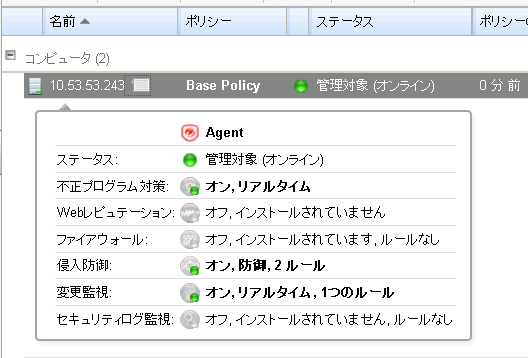 名前 ポリシー ステータス ポリシーの
コンピュータ (2)
10.53.53.243 Base Policy 管理対象 (オンライン) 0 分 前
Agent
ステータス: 管理対象 (オンライン)
不正プログラム対策: オン, リアルタイム
Webレピュテーション: オフ, インストールされていません
ファイアウォール: オフ, インストールされています, ルールなし
侵入防御: オン, 防御, 2 ルール
変更監視: オン, リアルタイム, 1つのルール
セキュリティログ監視: オフ, インストールされていません, ルールなし